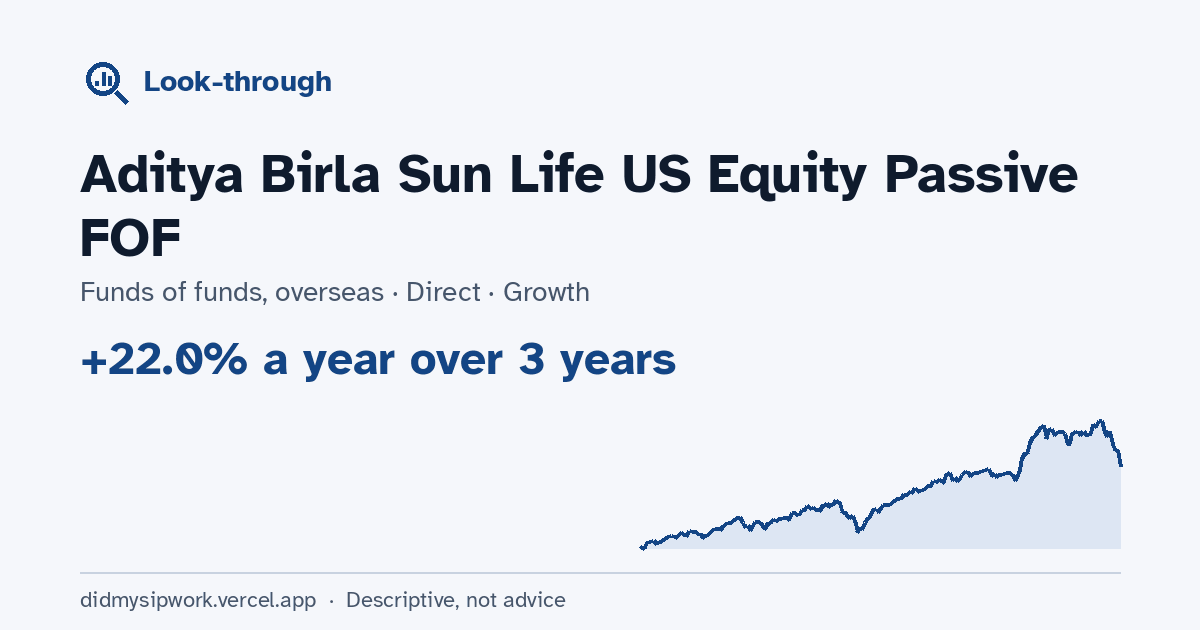 Look-through
Aditya Birla Sun Life US Equity Passive
FOF
Funds of funds, overseas · Direct · Growth
+22.0% a year over 3 years
didmysipwork.vercel.app · Descriptive, not advice